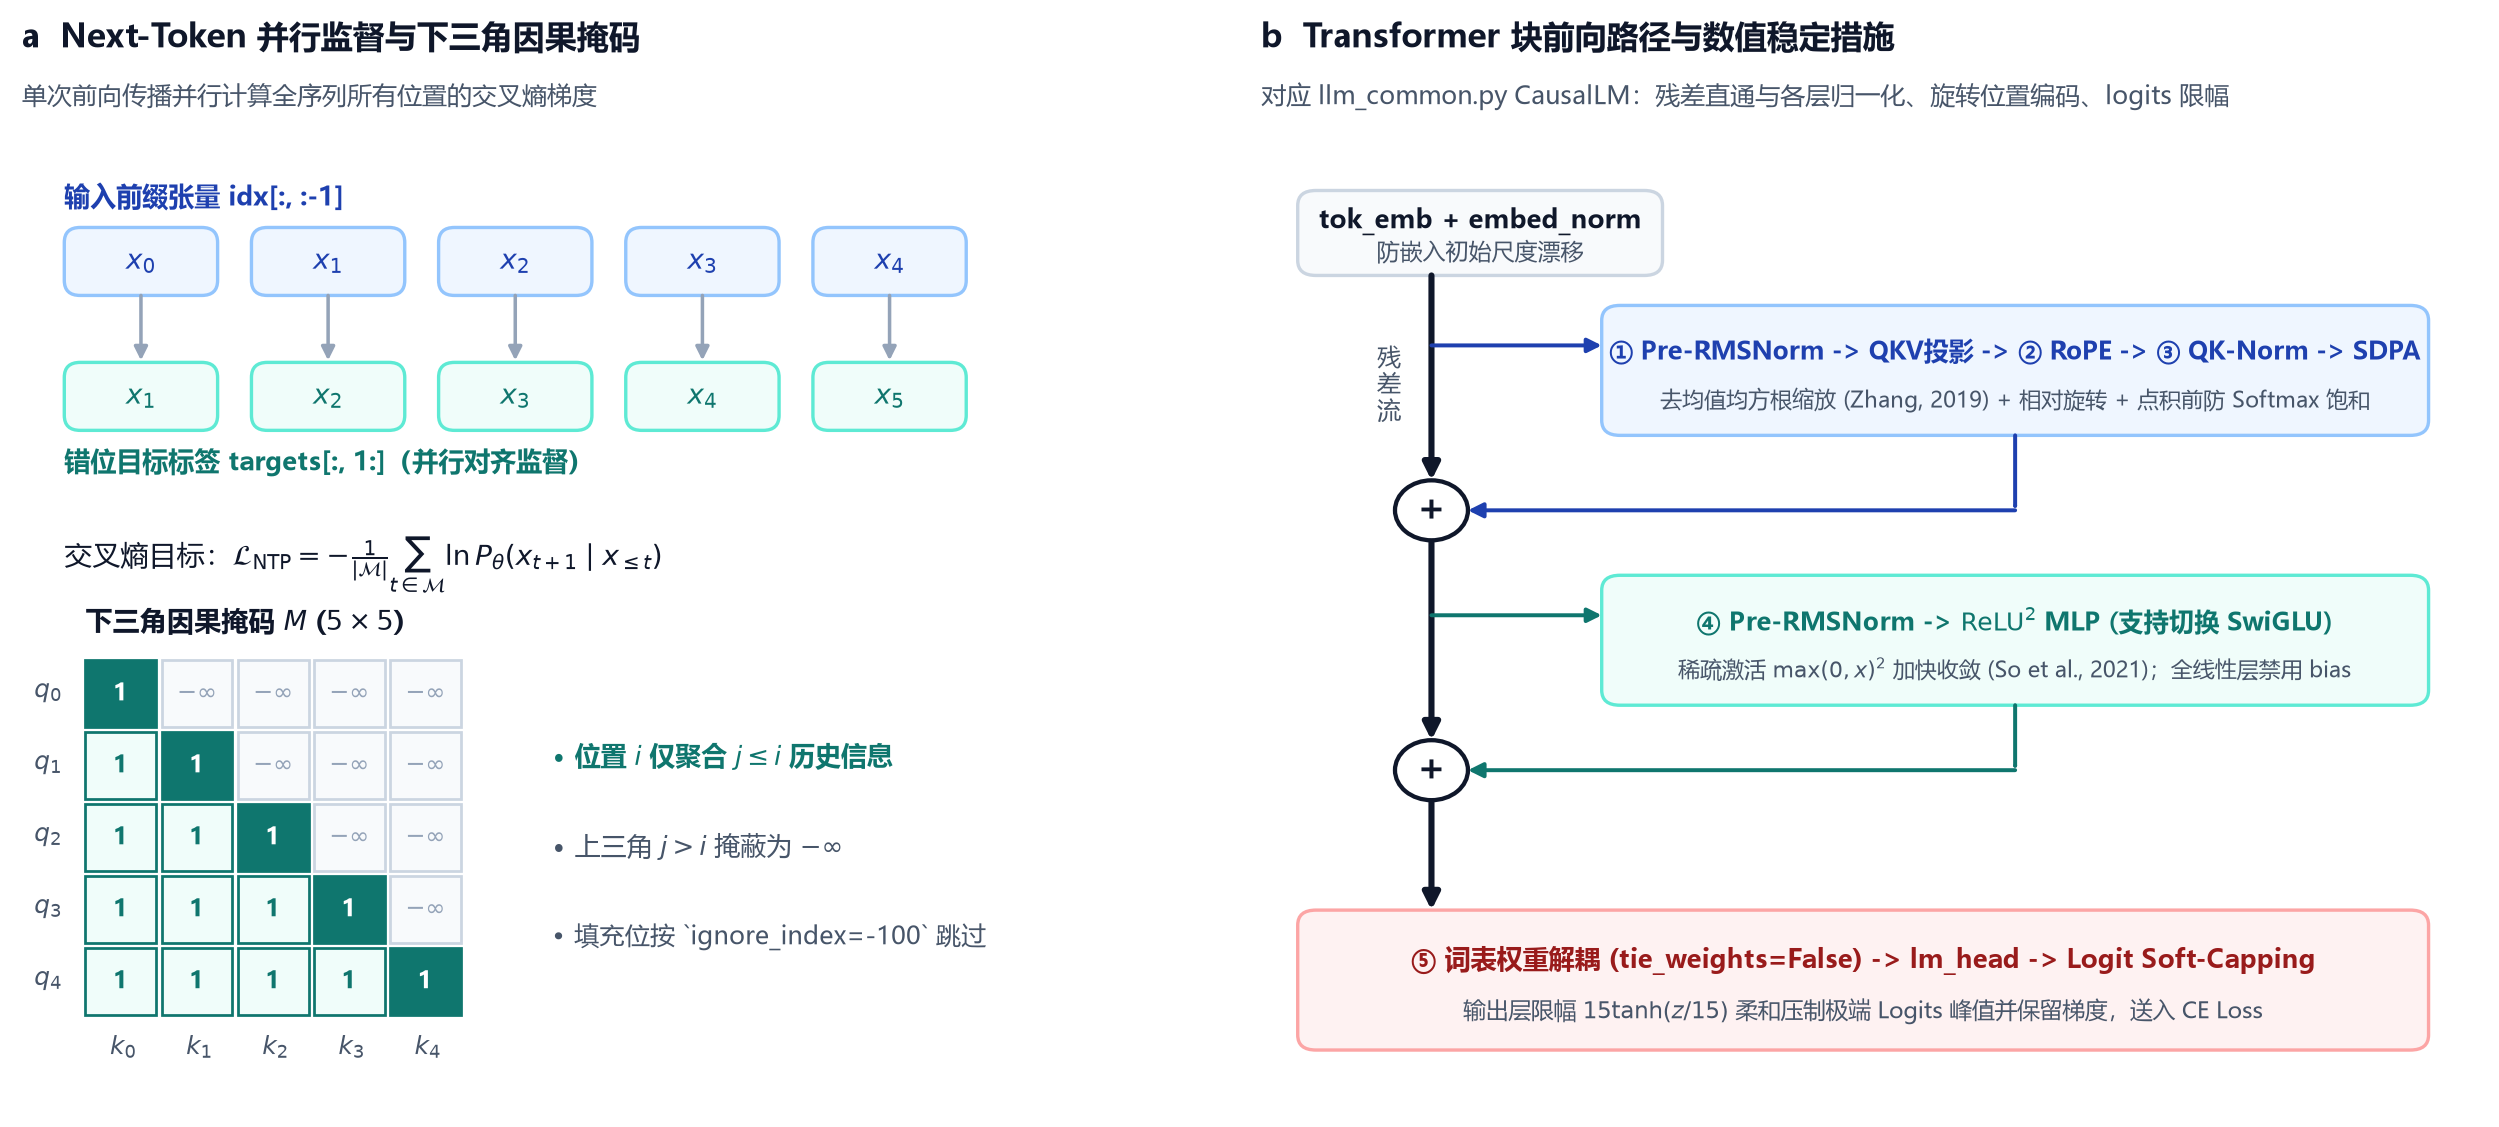 a Next-Token 并行监督与下三角因果掩码
单次前向传播并行计算全序列所有位置的交叉熵梯度
输入前缀张量 idx[:, :-1]
x₀ x₁ x₂ x₃ x₄
x₁ x₂ x₃ x₄ x₅
错位目标标签 targets[:, 1:]（并行对齐监督）
交叉熵目标：ℒ_NTP = −1/|ℳ| ∑_{t∈ℳ} ln P_θ(x_{t+1} | x_{≤t})
下三角因果掩码 M (5 × 5)
q₀ 1 −∞ −∞ −∞ −∞
q₁ 1 1 −∞ −∞ −∞
q₂ 1 1 1 −∞ −∞
q₃ 1 1 1 1 −∞
q₄ 1 1 1 1 1
k₀ k₁ k₂ k₃ k₄
• 位置 i 仅聚合 j ≤ i 历史信息
• 上三角 j > i 掩蔽为 −∞
• 填充位按 `ignore_index=-100` 跳过
b Transformer 块前向路径与数值稳定措施
对应 llm_common.py CausalLM：残差直通与各层归一化、旋转位置编码、logits 限幅
tok_emb + embed_norm
防嵌入初始尺度漂移
残差流
① Pre-RMSNorm -> QKV投影 -> ② RoPE -> ③ QK-Norm -> SDPA
去均值均方根缩放 (Zhang, 2019) + 相对旋转 + 点积前防 Softmax 饱和
+
④ Pre-RMSNorm -> ReLU² MLP (支持切换 SwiGLU)
稀疏激活 max(0, x)² 加快收敛 (So et al., 2021)；全线性层禁用 bias
+
⑤ 词表权重解耦 (tie_weights=False) -> lm_head -> Logit Soft-Capping
输出层限幅 15tanh(z/15) 柔和压制极端 Logits 峰值并保留梯度，送入 CE Loss